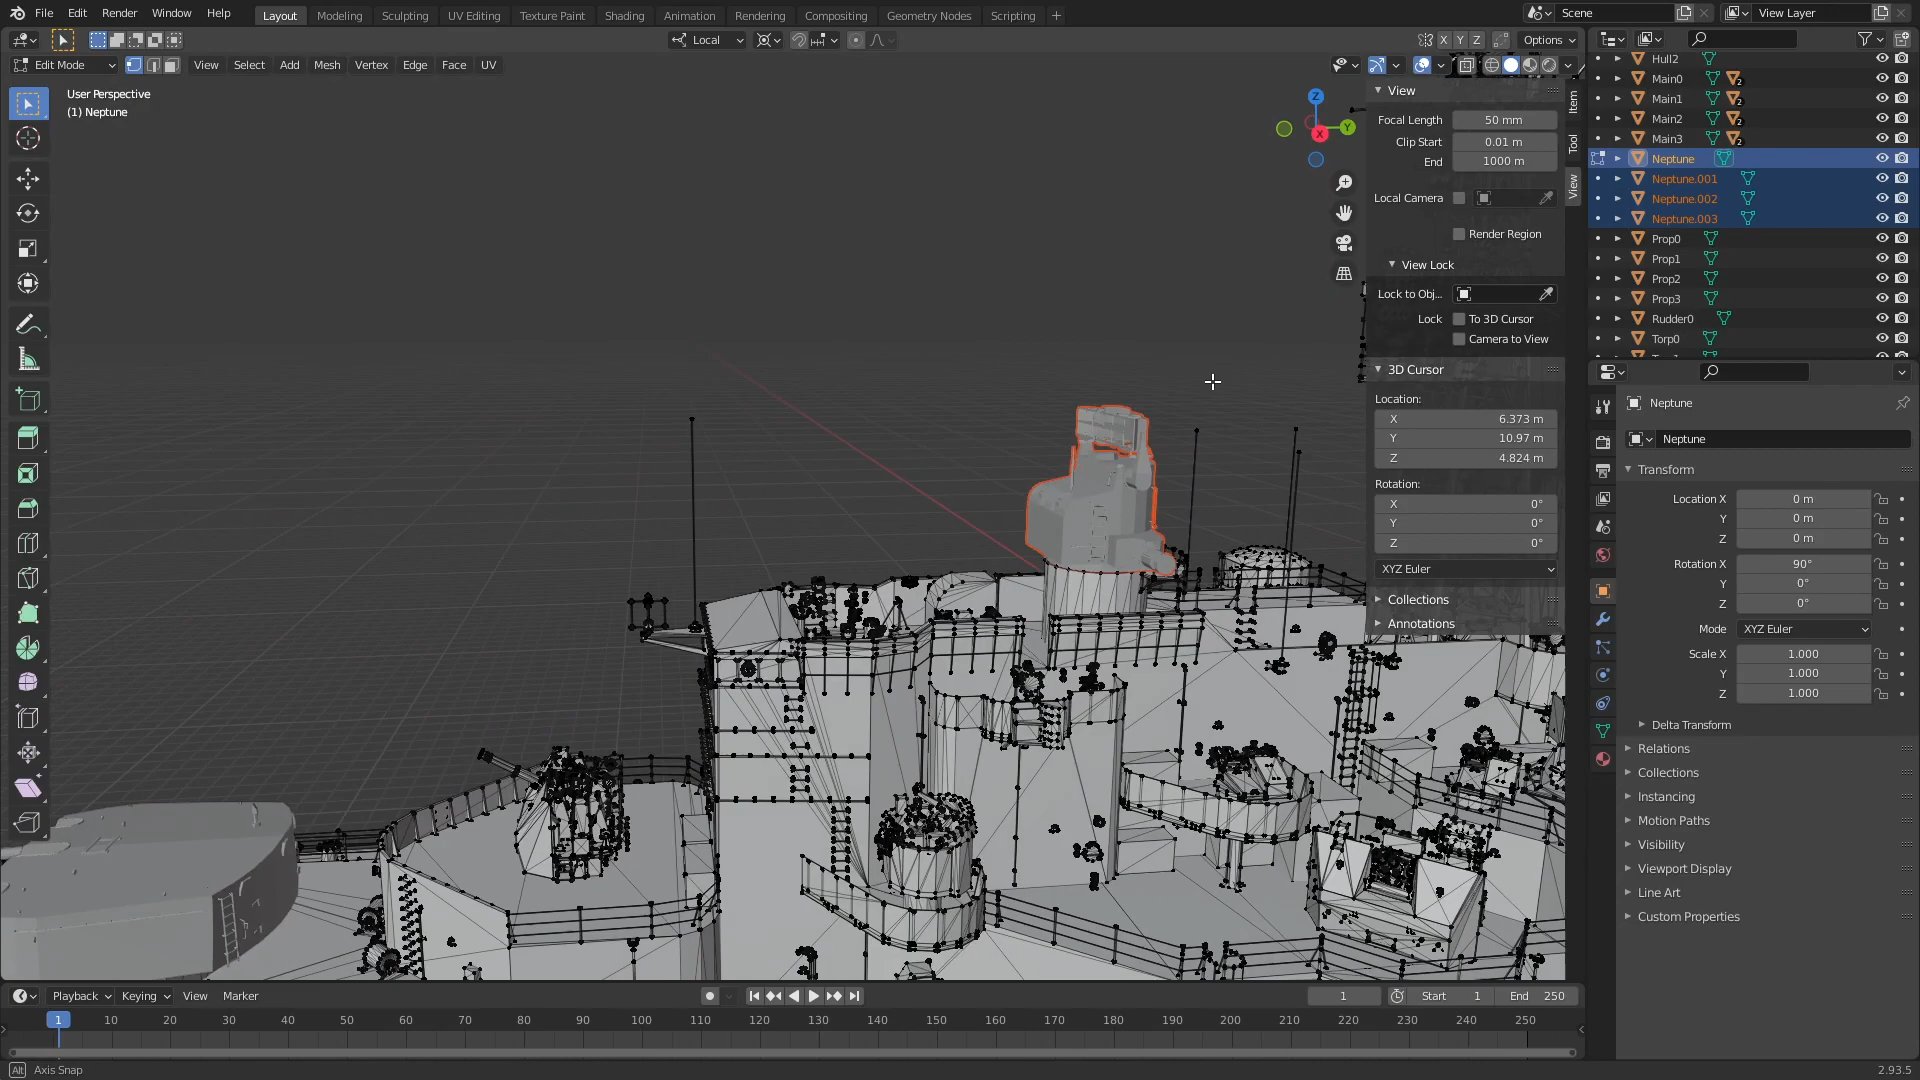 File Edit Render Window Help Layout Modeling Sculpting UV Editing Texture Paint Shading Animation Rendering Compositing Geometry Nodes Scripting + Scene View Layer
Local X Y Z Options
Edit Mode View Select Add Mesh Vertex Edge Face UV
User Perspective
(1) Neptune
Z
Y
X
View
Focal Length 50 mm
Clip Start 0.01 m
End 1000 m
Local Camera
Render Region
View Lock
Lock to Obj...
Lock To 3D Cursor
Camera to View
3D Cursor
Location:
X 6.373 m
Y 10.97 m
Z 4.824 m
Rotation:
X 0°
Y 0°
Z 0°
XYZ Euler
Collections
Annotations
Item
Tool
View
Hull2
Main0 2
Main1 2
Main2 2
Main3 2
Neptune
Neptune.001
Neptune.002
Neptune.003
Prop0
Prop1
Prop2
Prop3
Rudder0
Torp0
Neptune
Neptune
Transform
Location X 0 m
Y 0 m
Z 0 m
Rotation X 90°
Y 0°
Z 0°
Mode XYZ Euler
Scale X 1.000
Y 1.000
Z 1.000
Delta Transform
Relations
Collections
Instancing
Motion Paths
Visibility
Viewport Display
Line Art
Custom Properties
Playback Keying View Marker 1 Start 1 End 250
1 10 20 30 40 50 60 70 80 90 100 110 120 130 140 150 160 170 180 190 200 210 220 230 240 250
Alt Axis Snap 2.93.5